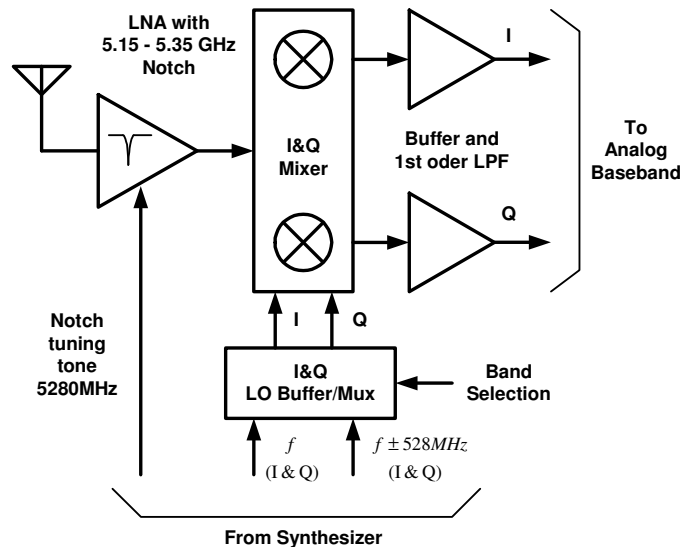 LNA with
5.15 - 5.35 GHz
Notch
I
I&Q
Mixer
Buffer and
1st oder LPF
To
Analog
Baseband
Q
Notch
tuning
tone
5280MHz
I
Q
I&Q
LO Buffer/Mux
Band
Selection
f
(I & Q)
f ± 528MHz
(I & Q)
From Synthesizer